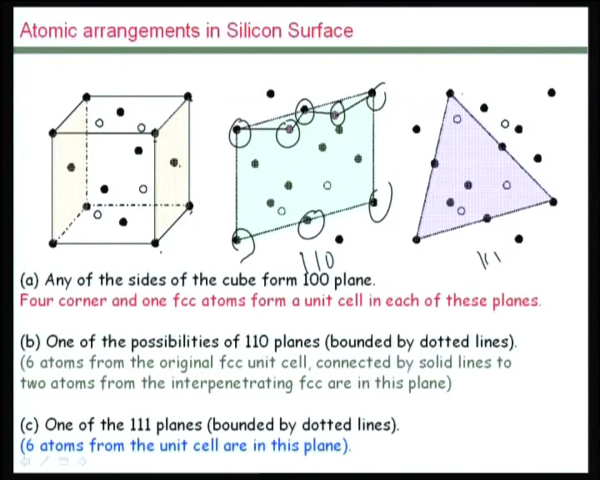 Atomic arrangements in Silicon Surface
110
111
(a) Any of the sides of the cube form 100 plane.
Four corner and one fcc atoms form a unit cell in each of these planes.
(b) One of the possibilities of 110 planes (bounded by dotted lines).
(6 atoms from the original fcc unit cell, connected by solid lines to
two atoms from the interpenetrating fcc are in this plane)
(c) One of the 111 planes (bounded by dotted lines).
(6 atoms from the unit cell are in this plane).